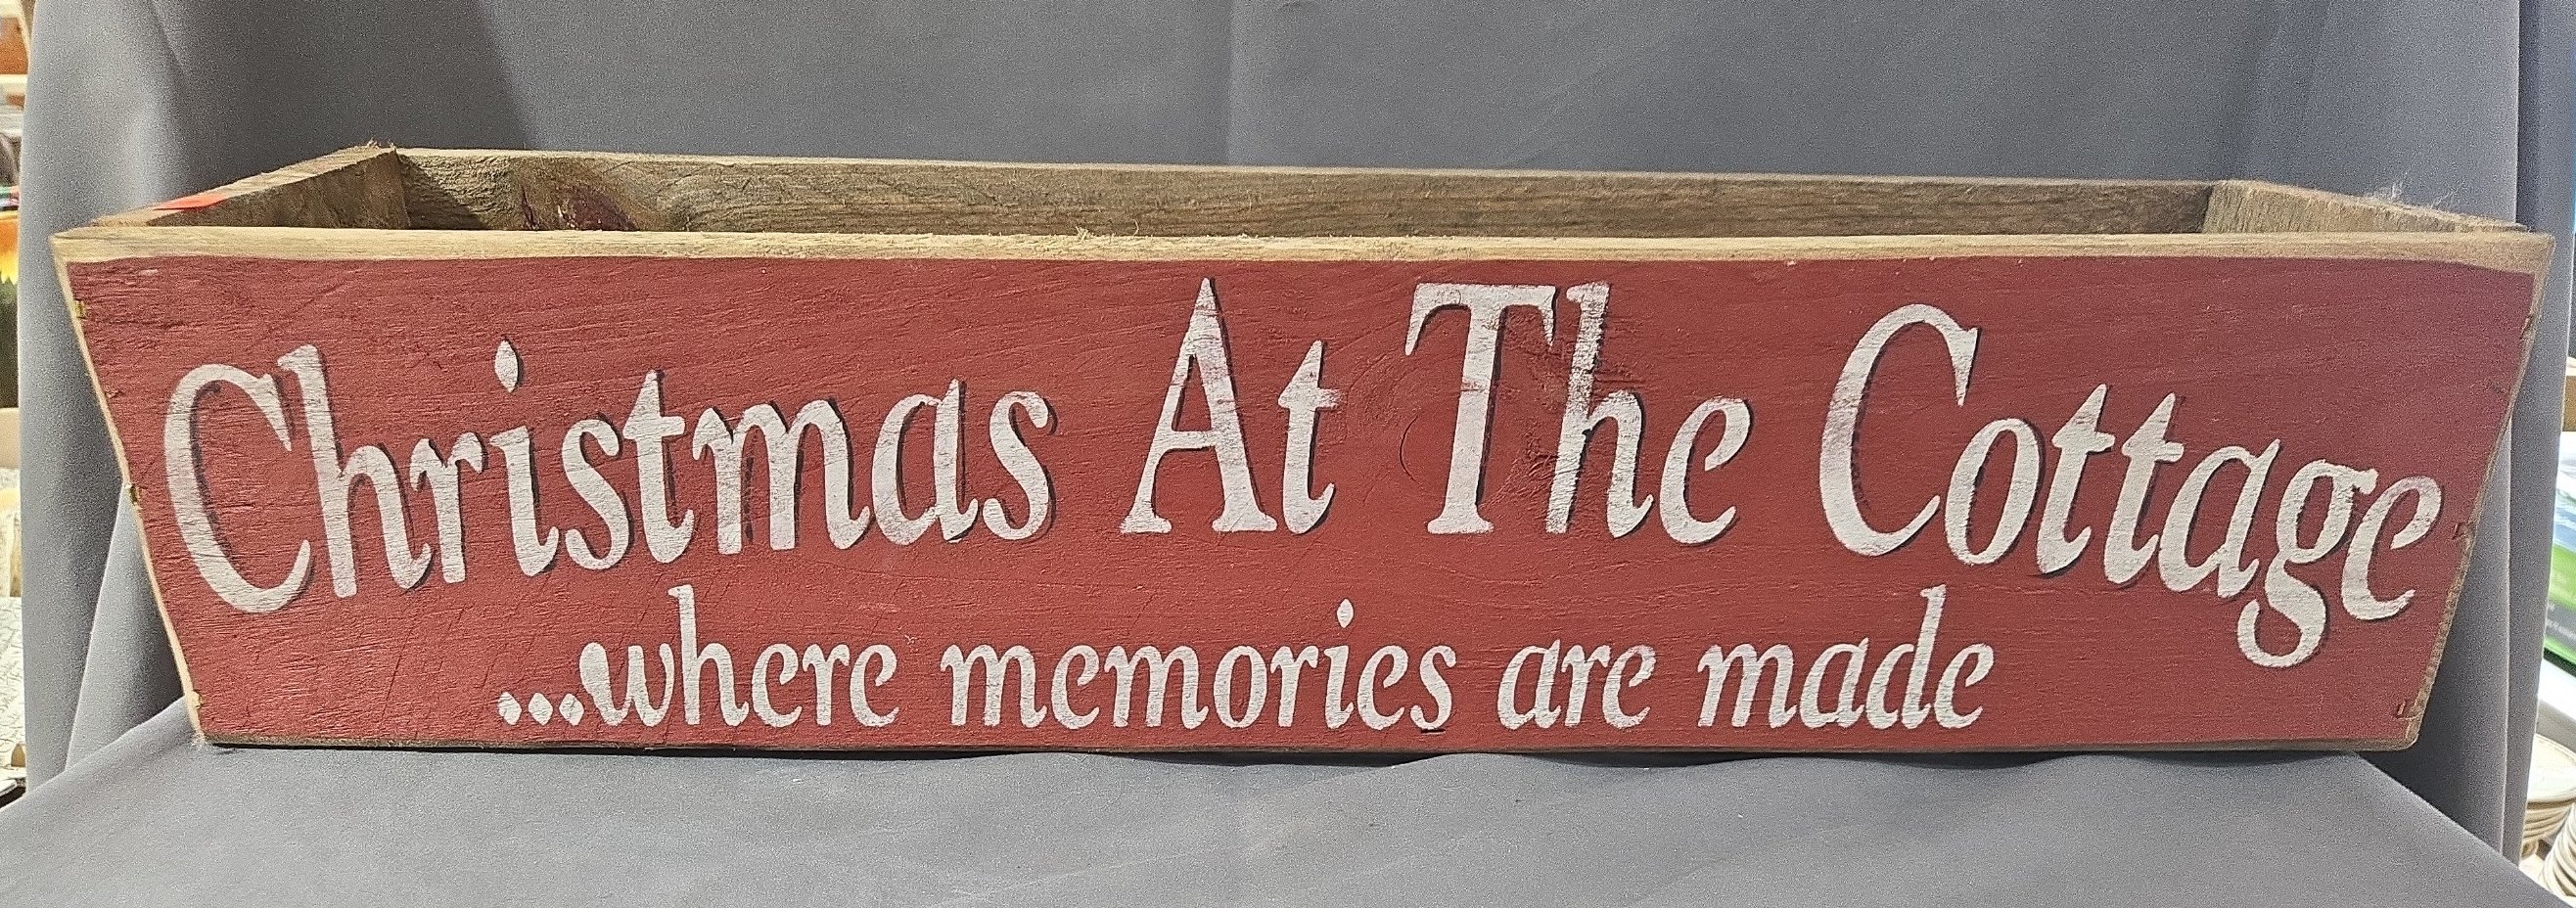 Christmas At The Cottage
...where memories are made